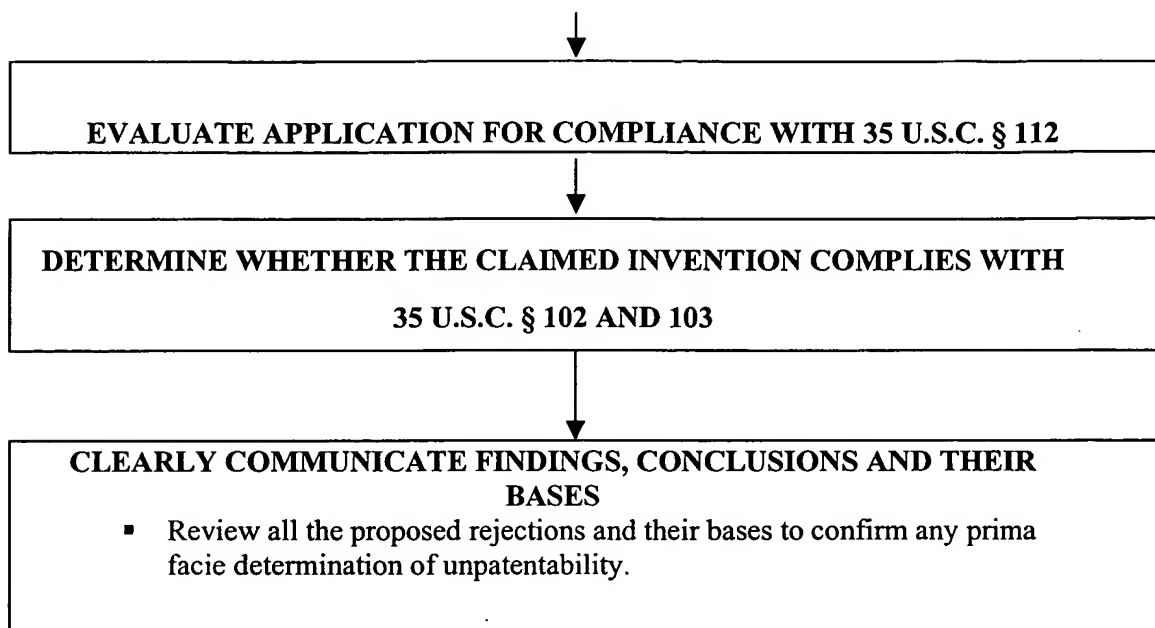 EVALUATE APPLICATION FOR COMPLIANCE WITH 35 U.S.C. § 112
DETERMINE WHETHER THE CLAIMED INVENTION COMPLIES WITH
35 U.S.C. § 102 AND 103
CLEARLY COMMUNICATE FINDINGS, CONCLUSIONS AND THEIR
BASES
▪ Review all the proposed rejections and their bases to confirm any prima
facie determination of unpatentability.